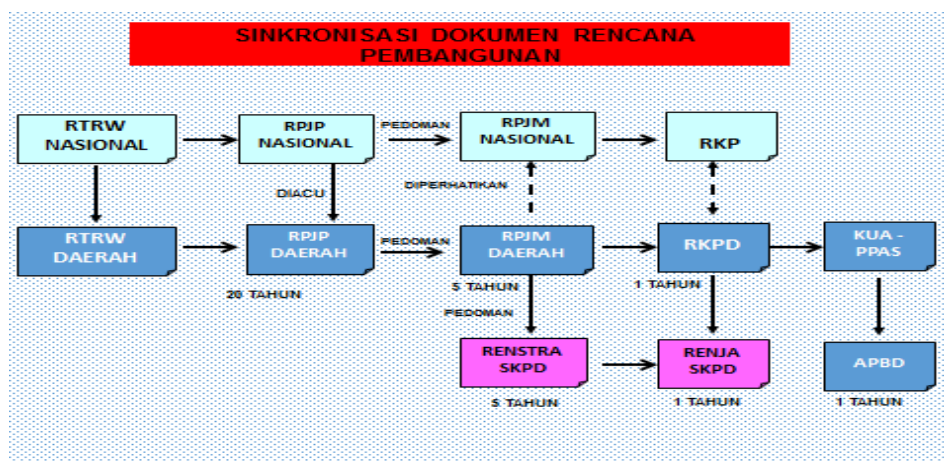 SINKRONISASI DOKUMEN RENCANA
PEMBANGUNAN
RTRW
NASIONAL
RPJP
NASIONAL
PEDOMAN
RPJM
NASIONAL
RKP
DIACU
DIPERHATIKAN
RTRW
DAERAH
RPJP
DAERAH
PEDOMAN
RPJM
DAERAH
RKPD
KUA -
PPAS
20 TAHUN
5 TAHUN
1 TAHUN
PEDOMAN
RENSTRA
SKPD
RENJA
SKPD
APBD
5 TAHUN
1 TAHUN
1 TAHUN